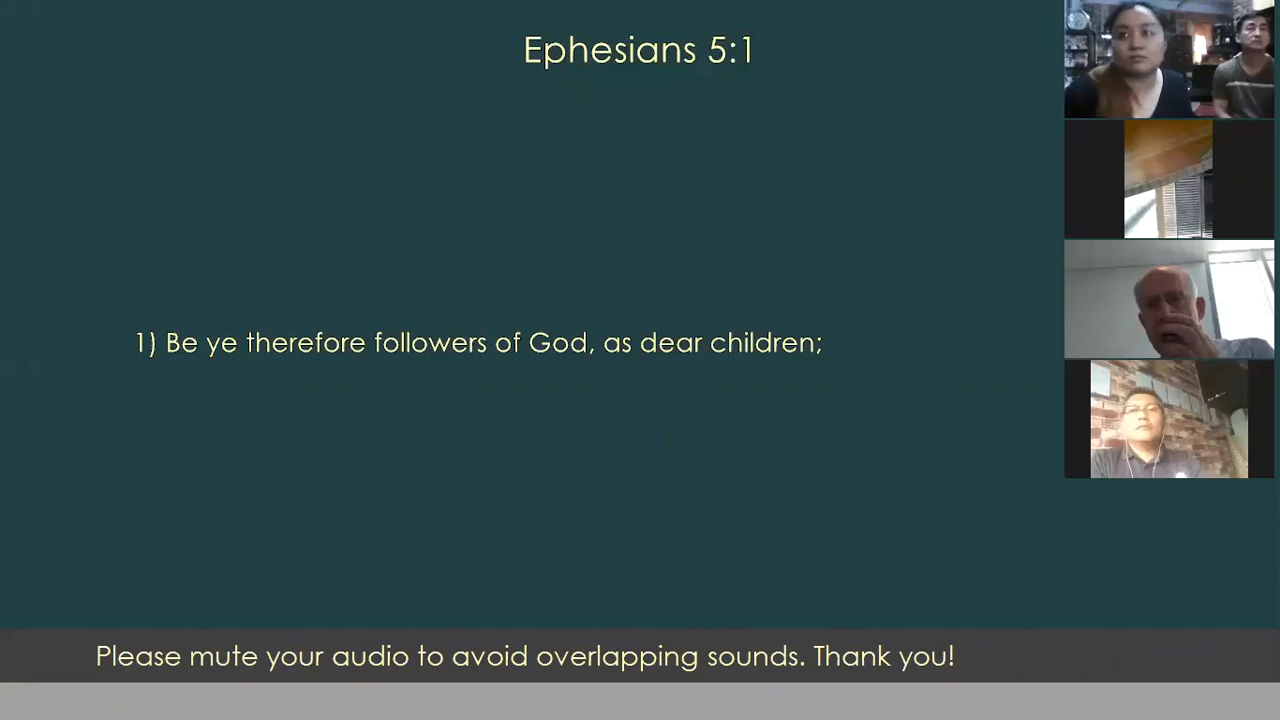 Ephesians 5:1
1) Be ye therefore followers of God, as dear children;
Please mute your audio to avoid overlapping sounds. Thank you!